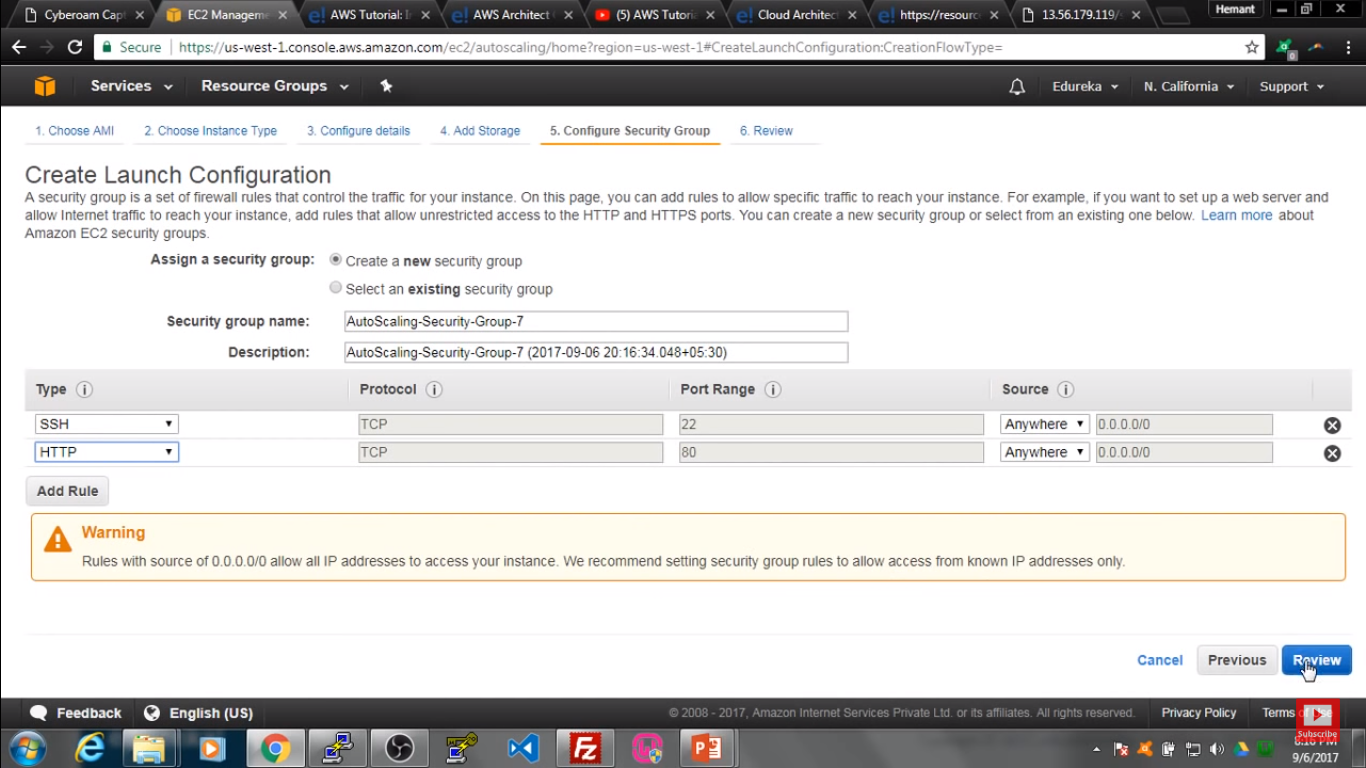 Cyberoam Capt
EC2 Manageme
AWS Tutorial: I
AWS Architect
(5) AWS Tutoria
Cloud Architec
https://resourc
13.56.179.119/
Hemant
Secure
https://us-west-1.console.aws.amazon.com/ec2/autoscaling/home?region=us-west-1#CreateLaunchConfiguration:CreationFlowType=
Services
Resource Groups
Edureka
N. California
Support
1. Choose AMI
2. Choose Instance Type
3. Configure details
4. Add Storage
5. Configure Security Group
6. Review
Create Launch Configuration
A security group is a set of firewall rules that control the traffic for your instance. On this page, you can add rules to allow specific traffic to reach your instance. For example, if you want to set up a web server and
allow Internet traffic to reach your instance, add rules that allow unrestricted access to the HTTP and HTTPS ports. You can create a new security group or select from an existing one below. Learn more about
Amazon EC2 security groups.
Assign a security group:
Create a new security group
Select an existing security group
Security group name:
AutoScaling-Security-Group-7
Description:
AutoScaling-Security-Group-7 (2017-09-06 20:16:34.048+05:30)
Type
Protocol
Port Range
Source
SSH
TCP
22
Anywhere
0.0.0.0/0
HTTP
TCP
80
Anywhere
0.0.0.0/0
Add Rule
Warning
Rules with source of 0.0.0.0/0 allow all IP addresses to access your instance. We recommend setting security group rules to allow access from known IP addresses only.
Cancel
Previous
Review
Feedback
English (US)
© 2008 - 2017, Amazon Internet Services Private Ltd. or its affiliates. All rights reserved.
Privacy Policy
Terms of Use
Subscribe
9/6/2017